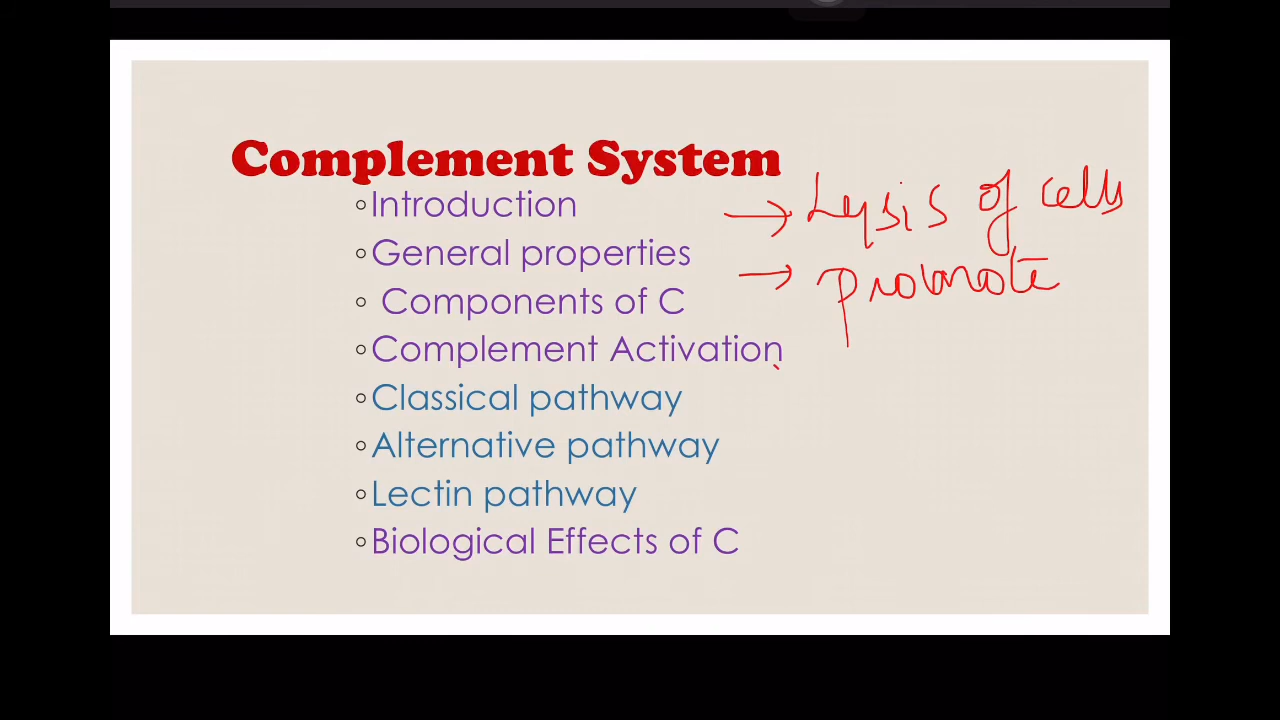 Complement System
◦Introduction
→ Lysis of cells
◦General properties
→ promote
◦ Components of C
◦Complement Activation
◦Classical pathway
◦Alternative pathway
◦Lectin pathway
◦Biological Effects of C